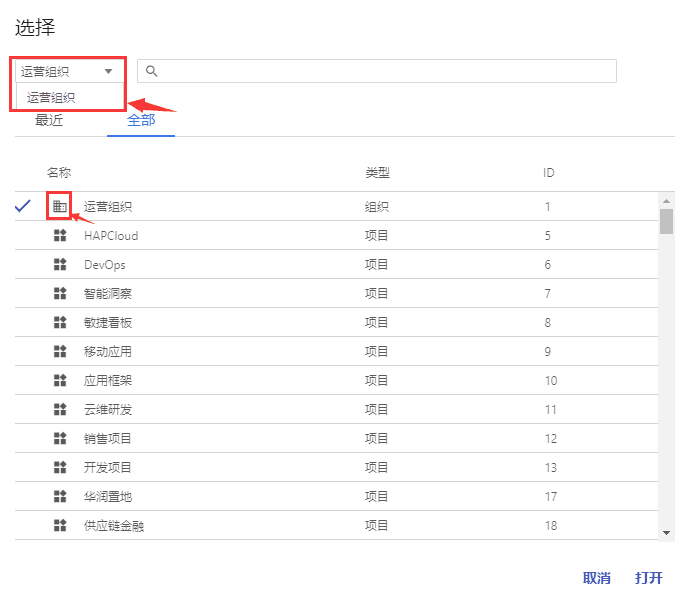 选择
运营组织
运营组织
最近 全部
名称 类型 ID
运营组织 组织 1
HAPCloud 项目 5
DevOps 项目 6
智能洞察 项目 7
敏捷看板 项目 8
移动应用 项目 9
应用框架 项目 10
云维研发 项目 11
销售项目 项目 12
开发项目 项目 13
华润置地 项目 17
供应链金融 项目 18
取消 打开